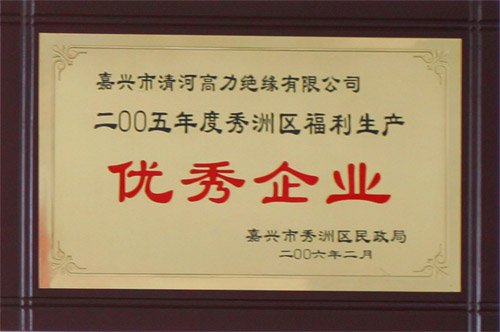 嘉兴市清河高力绝缘有限公司
二00五年度秀洲区福利生产
优秀企业
嘉兴市秀洲区民政局
二00六年二月